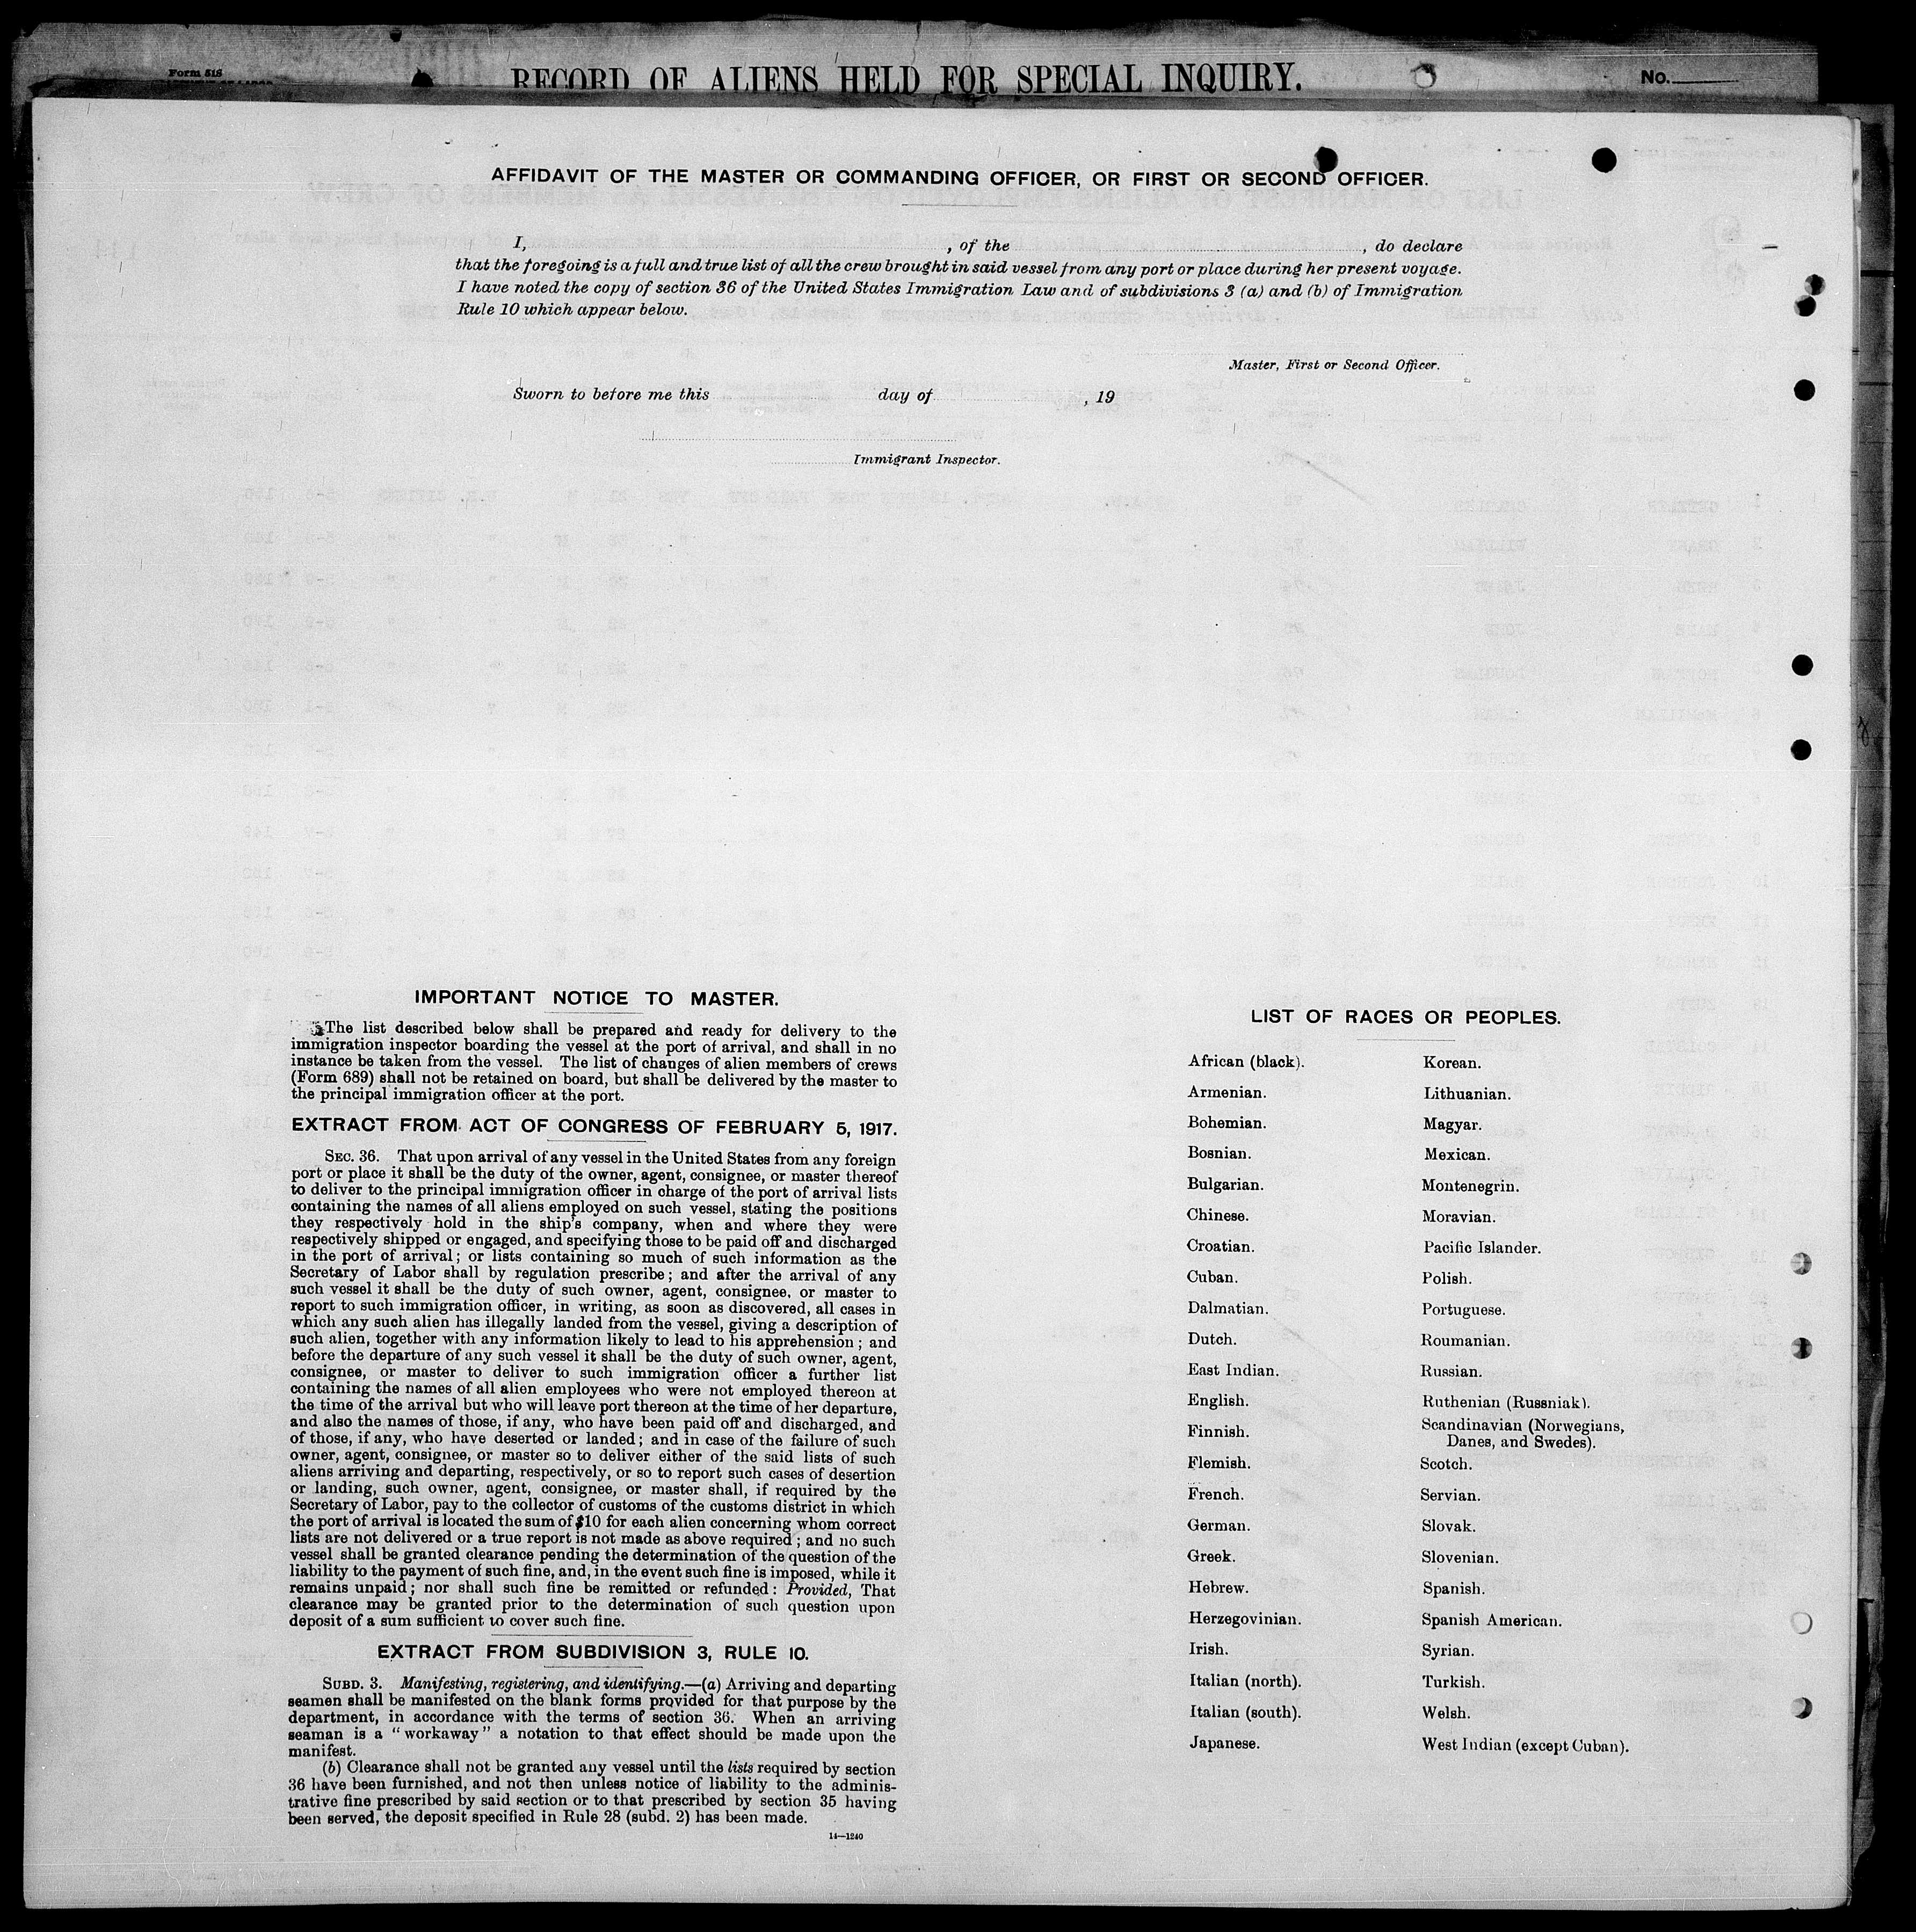 Form 518
RECORD OF ALIENS HELD FOR SPECIAL INQUIRY.
No.
AFFIDAVIT OF THE MASTER OR COMMANDING OFFICER, OR FIRST OR SECOND OFFICER.
I, , of the , do declare
that the foregoing is a full and true list of all the crew brought in said vessel from any port or place during her present voyage.
I have noted the copy of section 36 of the United States Immigration Law and of subdivisions 3 (a) and (b) of Immigration
Rule 10 which appear below.
Master, First or Second Officer.
Sworn to before me this day of , 19
Immigrant Inspector.
IMPORTANT NOTICE TO MASTER.
The list described below shall be prepared and ready for delivery to the
immigration inspector boarding the vessel at the port of arrival, and shall in no
instance be taken from the vessel. The list of changes of alien members of crews
(Form 689) shall not be retained on board, but shall be delivered by the master to
the principal immigration officer at the port.
EXTRACT FROM ACT OF CONGRESS OF FEBRUARY 5, 1917.
SEC. 36. That upon arrival of any vessel in the United States from any foreign
port or place it shall be the duty of the owner, agent, consignee, or master thereof
to deliver to the principal immigration officer in charge of the port of arrival lists
containing the names of all aliens employed on such vessel, stating the positions
they respectively hold in the ship's company, when and where they were
respectively shipped or engaged, and specifying those to be paid off and discharged
in the port of arrival; or lists containing so much of such information as the
Secretary of Labor shall by regulation prescribe; and after the arrival of any
such vessel it shall be the duty of such owner, agent, consignee, or master to
report to such immigration officer, in writing, as soon as discovered, all cases in
which any such alien has illegally landed from the vessel, giving a description of
such alien, together with any information likely to lead to his apprehension; and
before the departure of any such vessel it shall be the duty of such owner, agent,
consignee, or master to deliver to such immigration officer a further list
containing the names of all alien employees who were not employed thereon at
the time of the arrival but who will leave port thereon at the time of her departure,
and also the names of those, if any, who have been paid off and discharged, and
of those, if any, who have deserted or landed; and in case of the failure of such
owner, agent, consignee, or master so to deliver either of the said lists of such
aliens arriving and departing, respectively, or so to report such cases of desertion
or landing, such owner, agent, consignee, or master shall, if required by the
Secretary of Labor, pay to the collector of customs of the customs district in which
the port of arrival is located the sum of $10 for each alien concerning whom correct
lists are not delivered or a true report is not made as above required; and no such
vessel shall be granted clearance pending the determination of the question of the
liability to the payment of such fine, and, in the event such fine is imposed, while it
remains unpaid; nor shall such fine be remitted or refunded: Provided, That
clearance may be granted prior to the determination of such question upon
deposit of a sum sufficient to cover such fine.
EXTRACT FROM SUBDIVISION 3, RULE 10.
SUBD. 3. Manifesting, registering, and identifying.—(a) Arriving and departing
seamen shall be manifested on the blank forms provided for that purpose by the
department, in accordance with the terms of section 36. When an arriving
seaman is a "workaway" a notation to that effect should be made upon the
manifest.
(b) Clearance shall not be granted any vessel until the lists required by section
36 have been furnished, and not then unless notice of liability to the adminis-
trative fine prescribed by said section or to that prescribed by section 35 having
been served, the deposit specified in Rule 28 (subd. 2) has been made.
14—1240
LIST OF RACES OR PEOPLES.
African (black).
Armenian.
Bohemian.
Bosnian.
Bulgarian.
Chinese.
Croatian.
Cuban.
Dalmatian.
Dutch.
East Indian.
English.
Finnish.
Flemish.
French.
German.
Greek.
Hebrew.
Herzegovinian.
Irish.
Italian (north).
Italian (south).
Japanese.
Korean.
Lithuanian.
Magyar.
Mexican.
Montenegrin.
Moravian.
Pacific Islander.
Polish.
Portuguese.
Roumanian.
Russian.
Ruthenian (Russniak).
Scandinavian (Norwegians,
Danes, and Swedes).
Scotch.
Servian.
Slovak.
Slovenian.
Spanish.
Spanish American.
Syrian.
Turkish.
Welsh.
West Indian (except Cuban).